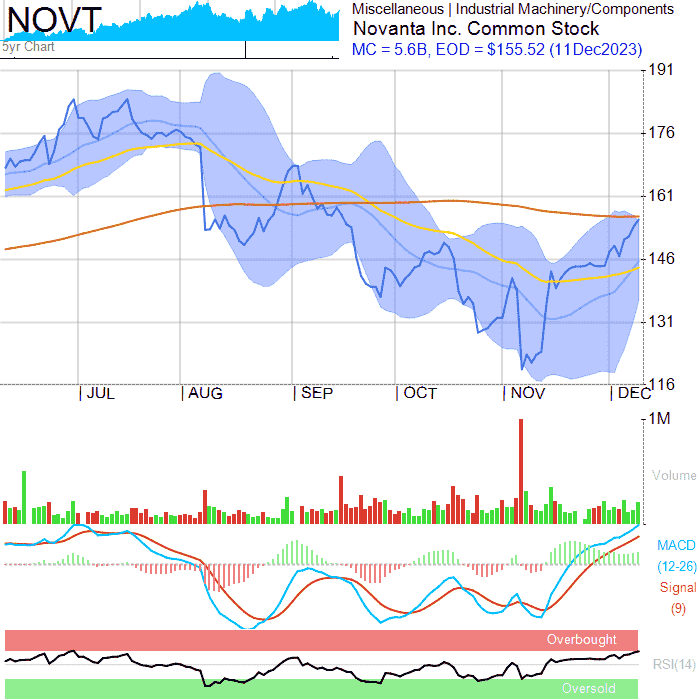 NOVT
5yr Chart
Miscellaneous | Industrial Machinery/Components
Novanta Inc. Common Stock
MC = 5.6B, EOD = $155.52 (11Dec2023)
191
176
161
146
131
116
JUL
AUG
SEP
OCT
NOV
DEC
1M
Volume
MACD
(12-26)
Signal
(9)
Overbought
RSI(14)
Oversold